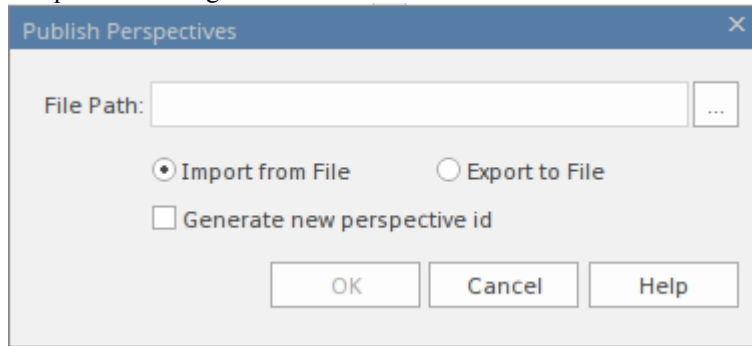 Publish Perspectives ×
File Path: ...
Import from File Export to File
Generate new perspective id
OK Cancel Help